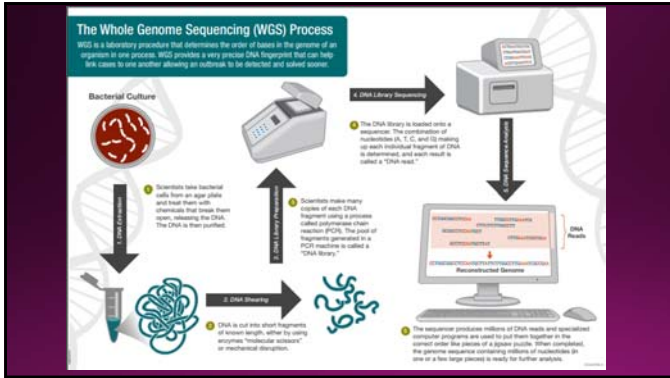 The Whole Genome Sequencing (WGS) Process
WGS is a laboratory procedure that determines the order of bases in the genome of an
organism in one process. WGS provides a very precise DNA fingerprint that can help
link cases to one another allowing an outbreak to be detected and solved sooner.
Bacterial Culture
1. DNA Extraction
1 Scientists take bacterial
cells from an agar plate
and treat them with
chemicals that break them
open, releasing the DNA.
The DNA is then purified.
2. DNA Shearing
2 DNA is cut into short fragments
of known length, either by using
enzymes "molecular scissors"
or mechanical disruption.
3. DNA Library Preparation
3 Scientists make many
copies of each DNA
fragment using a process
called polymerase chain
reaction (PCR). The pool of
fragments generated in a
PCR machine is called a
"DNA library."
4. DNA Library Sequencing
4 The DNA library is loaded onto a
sequencer. The combination of
nucleotides (A, T, C, and G) making
up each individual fragment of DNA
is determined, and each result is
called a "DNA read."
5. DNA Sequence Analysis
DNA
Reads
Reconstructed Genome
5 The sequencer produces millions of DNA reads and specialized
computer programs are used to put them together in the
correct order like pieces of a jigsaw puzzle. When completed,
the genome sequence containing millions of nucleotides (in
one or a few large pieces) is ready for further analysis.